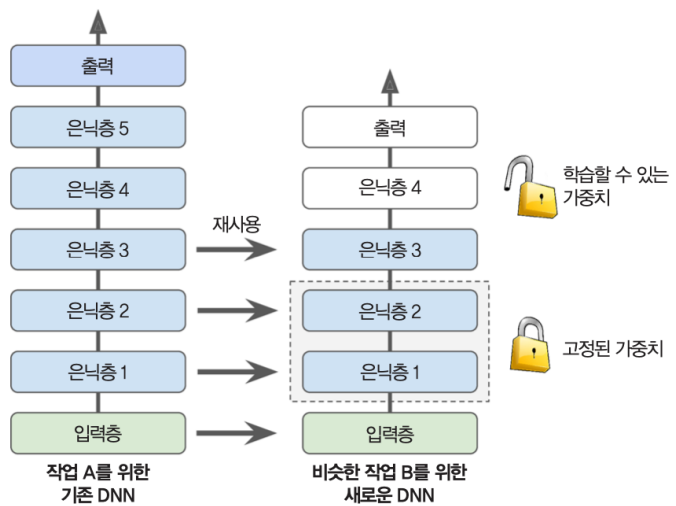 출력
은닉층 5
은닉층 4
은닉층 3
은닉층 2
은닉층 1
입력층
작업 A를 위한
기존 DNN
재사용
출력
은닉층 4
은닉층 3
은닉층 2
은닉층 1
입력층
비슷한 작업 B를 위한
새로운 DNN
학습할 수 있는
가중치
고정된 가중치